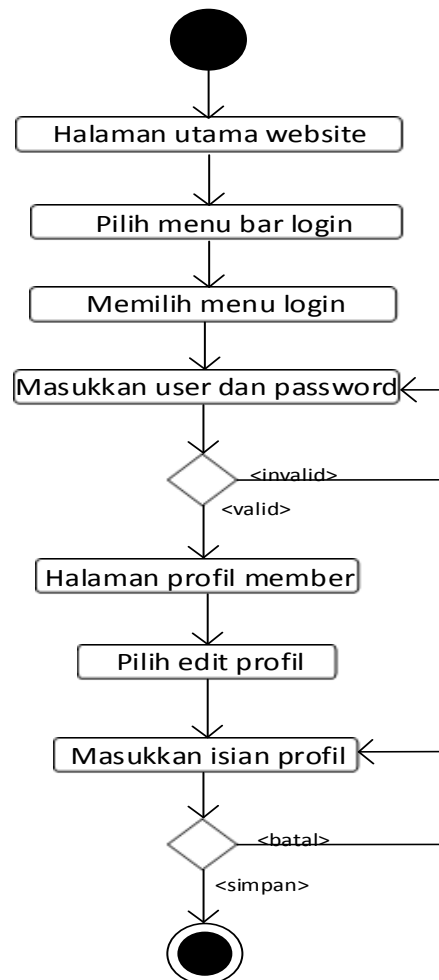 Halaman utama website
Pilih menu bar login
Memilih menu login
Masukkan user dan password
<invalid>
<valid>
Halaman profil member
Pilih edit profil
Masukkan isian profil
<batal>
<simpan>